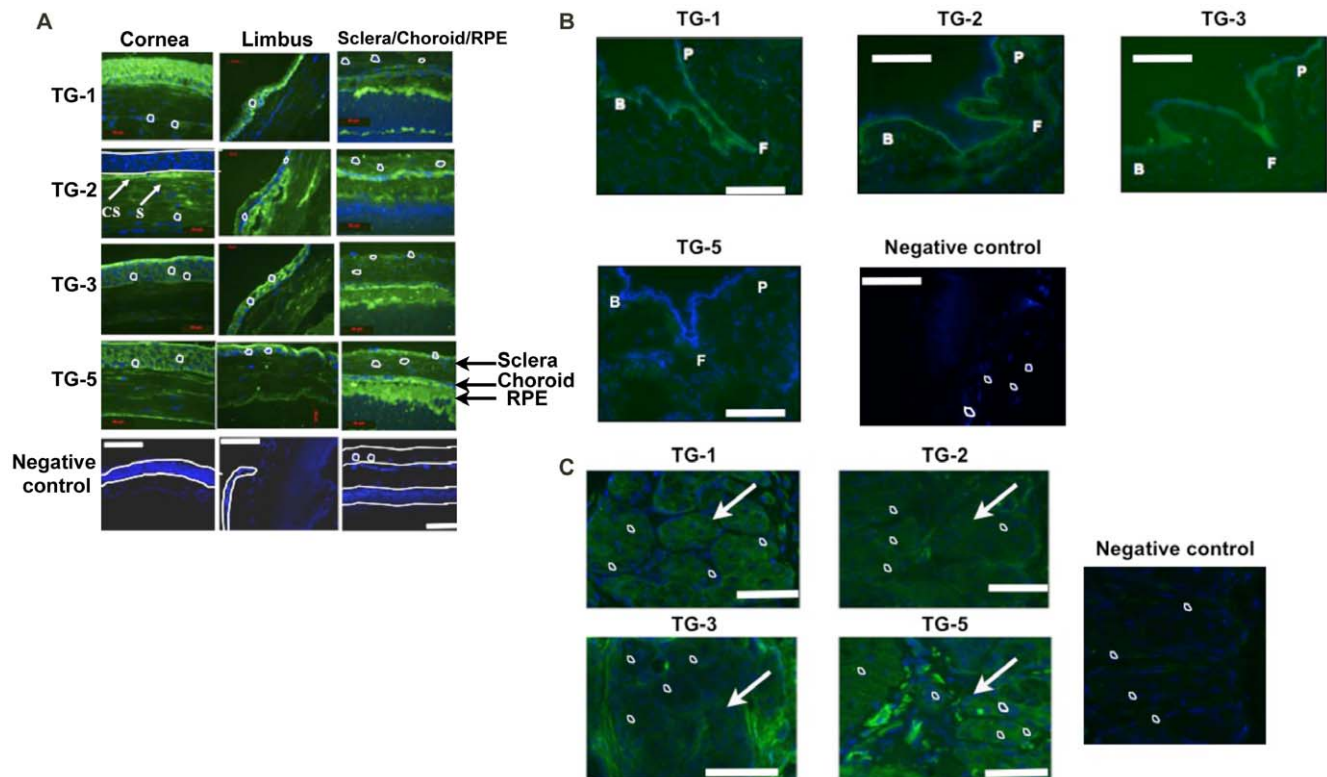 A
Cornea Limbus Sclera/Choroid/RPE
TG-1
TG-2
CS S
TG-3
TG-5
Sclera
Choroid
RPE
Negative
control
B
TG-1 TG-2 TG-3
P P P
B B B
F F F
TG-5 Negative control
B P
F
C
TG-1 TG-2
Negative control
TG-3 TG-5